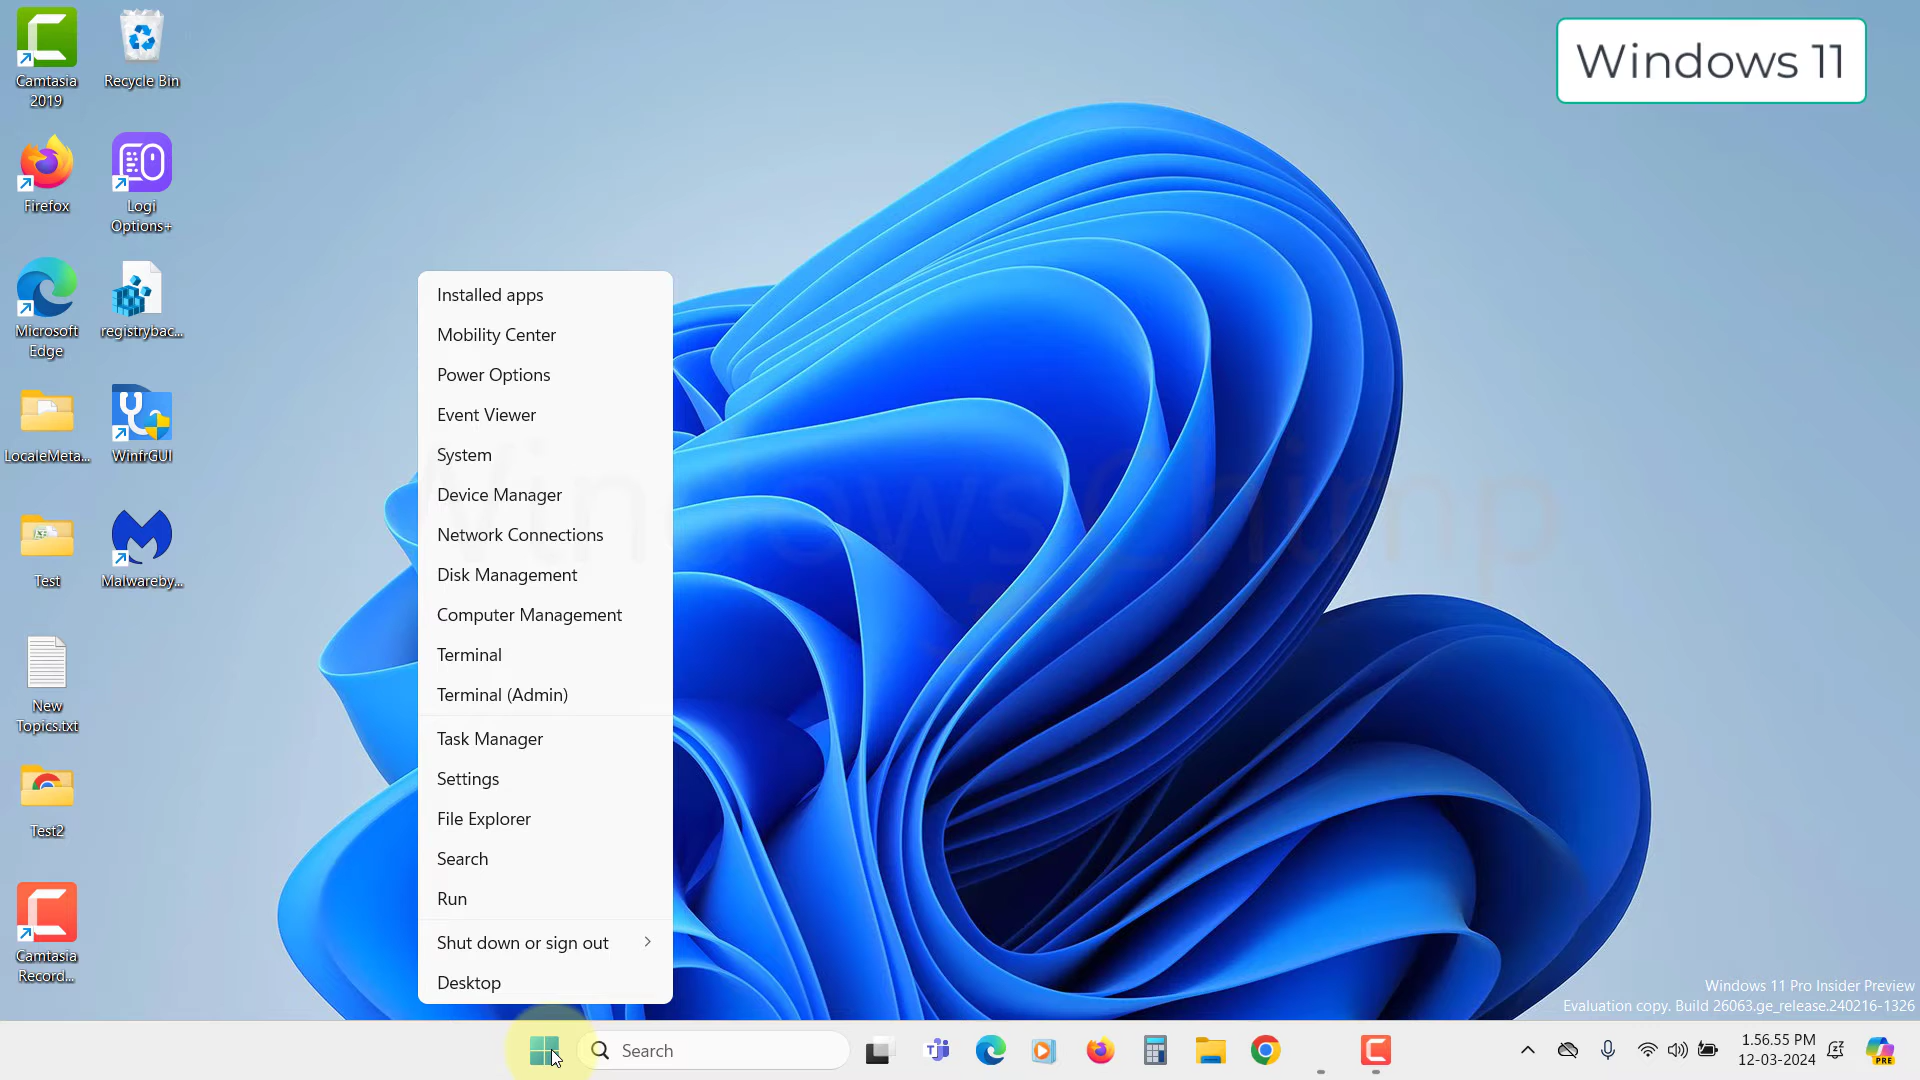 Windows 11
Camtasia
2019
Recycle Bin
Firefox
Logi
Options+
Microsoft
Edge
registrybac...
LocaleMeta...
WinfrGUI
Test
Malwareby...
New
Topics.txt
Test2
Camtasia
Record...
Installed apps
Mobility Center
Power Options
Event Viewer
System
Device Manager
Network Connections
Disk Management
Computer Management
Terminal
Terminal (Admin)
Task Manager
Settings
File Explorer
Search
Run
Shut down or sign out
Desktop
WindowsChimp
Windows 11 Pro Insider Preview
Evaluation copy. Build 26063.ge_release.240216-1326
Search
1.56.55 PM
12-03-2024
PRE